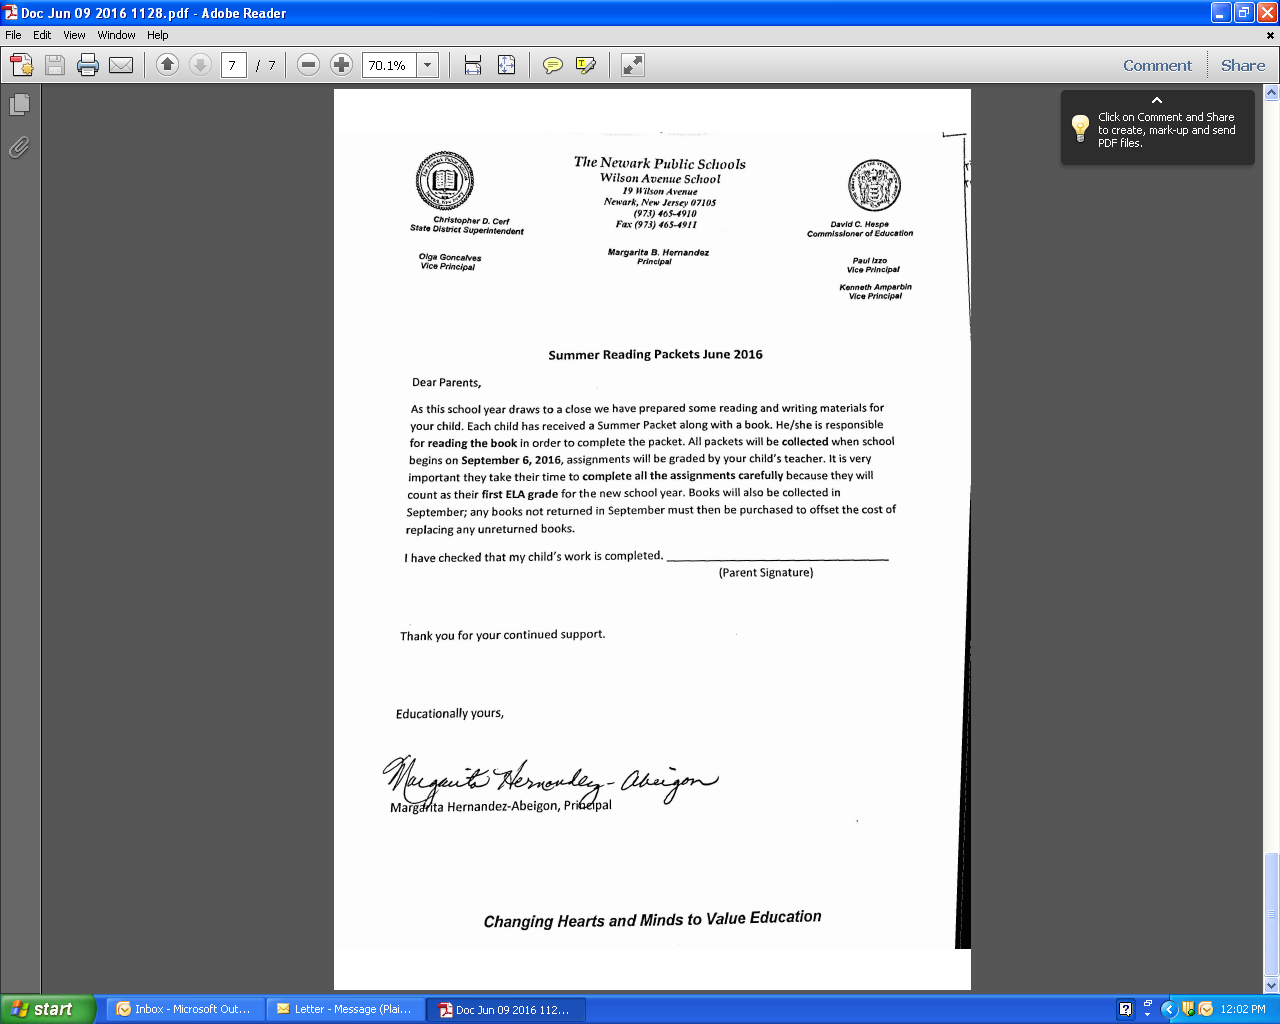 Doc Jun 09 2016 1128.pdf - Adobe Reader
File Edit View Window Help
7 / 7 70.1% Comment Share
Click on Comment and Share
to create, mark-up and send
PDF files.
The Newark Public Schools
Wilson Avenue School
19 Wilson Avenue
Newark, New Jersey 07105
(973) 465-4910
Fax (973) 465-4911
Christopher D. Cerf
State District Superintendent
David C. Hespe
Commissioner of Education
Olga Goncalves
Vice Principal
Margarita B. Hernandez
Principal
Paul Izzo
Vice Principal
Kenneth Amparbin
Vice Principal
Summer Reading Packets June 2016
Dear Parents,
As this school year draws to a close we have prepared some reading and writing materials for
your child. Each child has received a Summer Packet along with a book. He/she is responsible
for reading the book in order to complete the packet. All packets will be collected when school
begins on September 6, 2016, assignments will be graded by your child's teacher. It is very
important they take their time to complete all the assignments carefully because they will
count as their first ELA grade for the new school year. Books will also be collected in
September; any books not returned in September must then be purchased to offset the cost of
replacing any unreturned books.
I have checked that my child's work is completed.
(Parent Signature)
Thank you for your continued support.
Educationally yours,
Margarita Hernandez-Abeigon
Margarita Hernandez-Abeigon, Principal
Changing Hearts and Minds to Value Education
start Inbox - Microsoft Out... Letter - Message (Plai... Doc Jun 09 2016 112... 12:02 PM